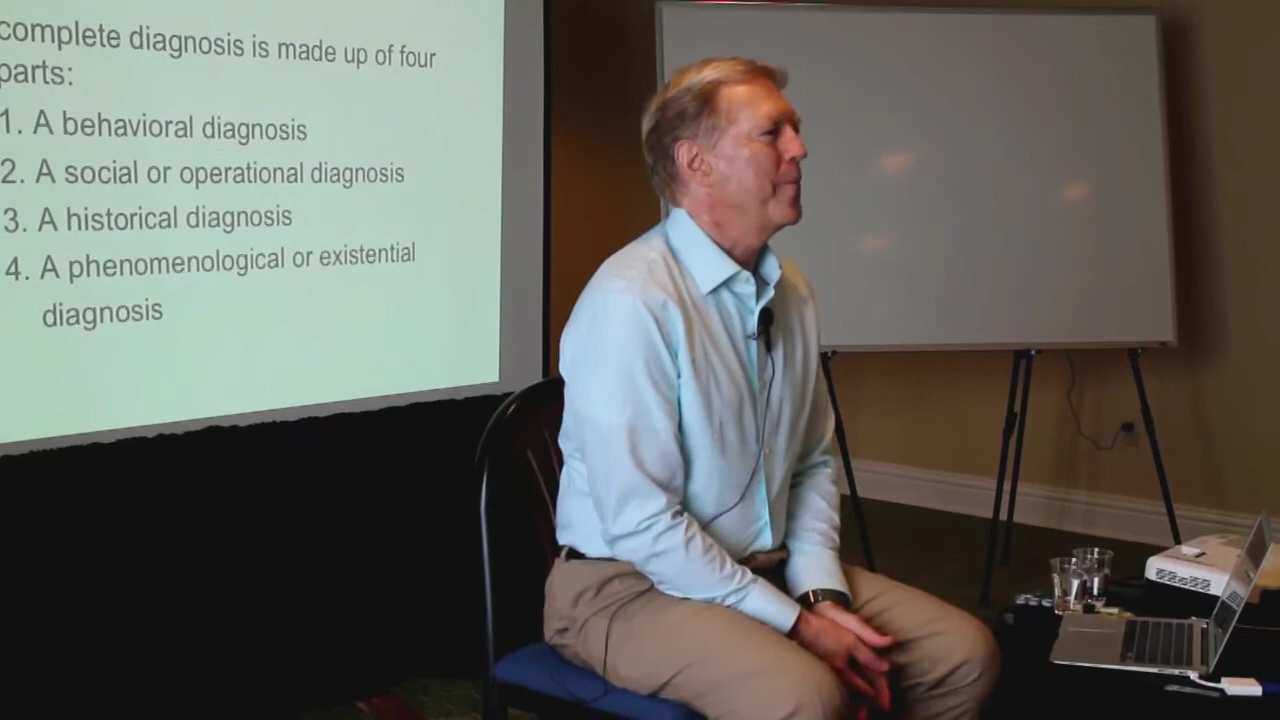 complete diagnosis is made up of four
parts:
1. A behavioral diagnosis
2. A social or operational diagnosis
3. A historical diagnosis
4. A phenomenological or existential
diagnosis